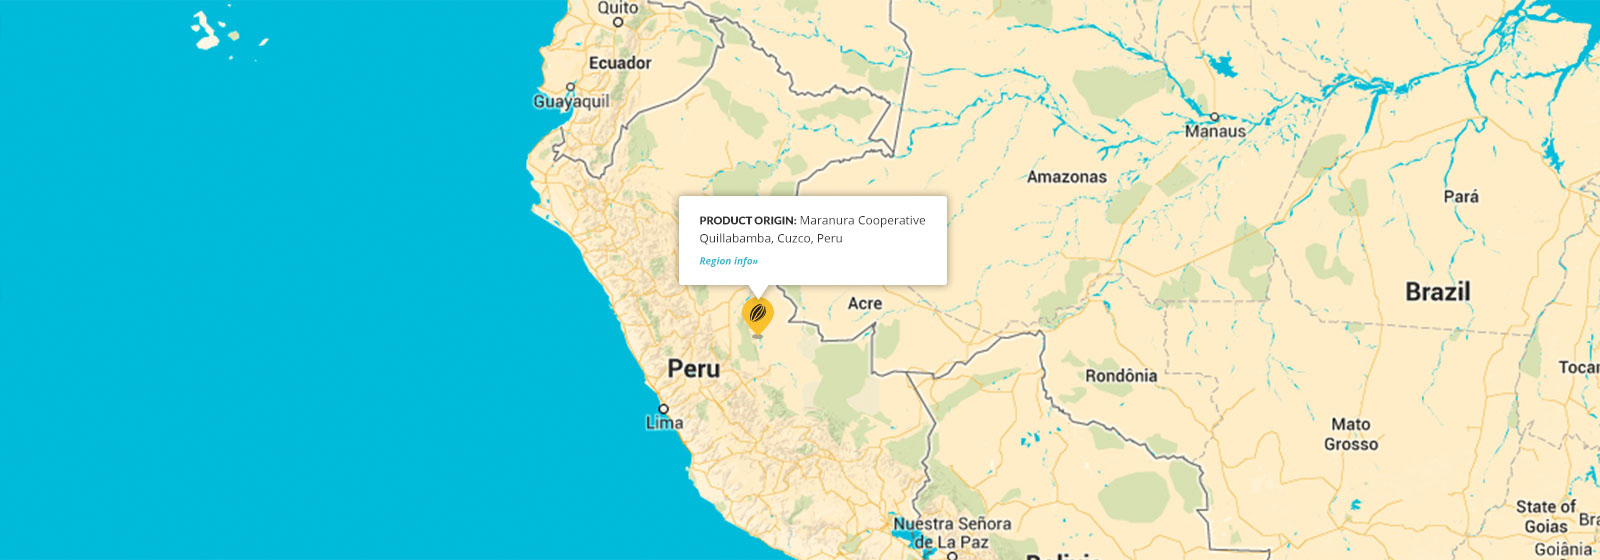 Quito
Ecuador
Guayaquil
Manaus
Amazonas
Pará
PRODUCT ORIGIN: Maranura Cooperative
Quillabamba, Cuzco, Peru
Region info»
Acre
Brazil
Peru
Rondônia
Tocan
Lima
Mato
Grosso
State of
Goias
Bra
Nuestra Señora
de La Paz
Goiânia
Bolivia